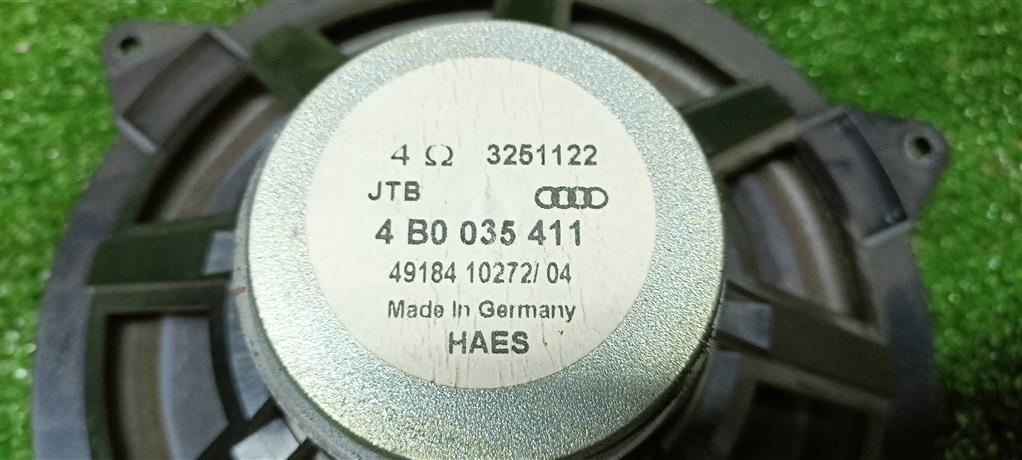 4 Ω 3251122
JTB
4 B0 035 411
49184 10272/ 04
Made In Germany
HAES